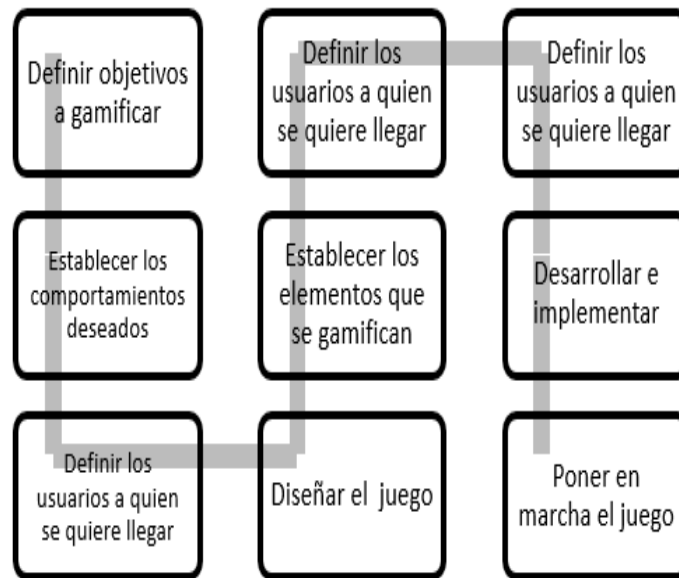 Definir objetivos
a gamificar
Establecer los
comportamientos
deseados
Definir los
usuarios a quien
se quiere llegar
Diseñar el juego
Establecer los
elementos que
se gamifican
Definir los
usuarios a quien
se quiere llegar
Definir los
usuarios a quien
se quiere llegar
Desarrollar e
implementar
Poner en
marcha el juego